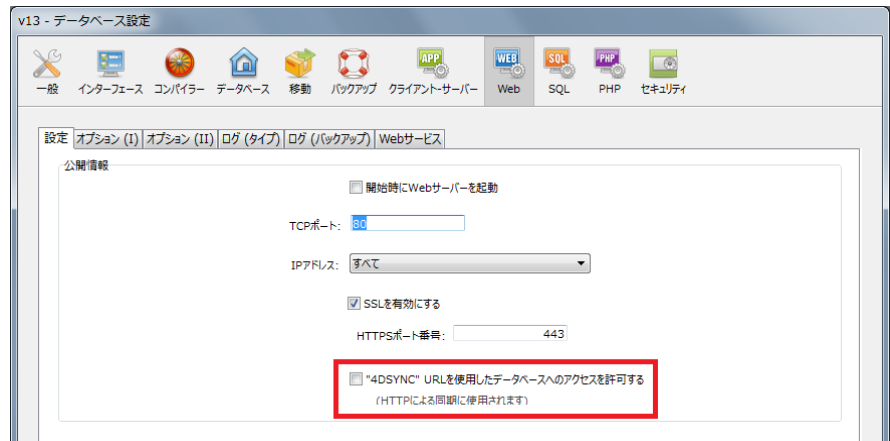 v13 - データベース設定
APP WEB SQL PHP
一般 インターフェース コンパイラー データベース 移動 バックアップ クライアント・サーバー Web SQL PHP セキュリティ
設定 オプション (I) オプション (II) ログ (タイプ) ログ (バックアップ) Webサービス
公開情報
開始時にWebサーバーを起動
TCPポート: 80
IPアドレス: すべて
SSLを有効にする
HTTPSポート番号: 443
"4DSYNC" URLを使用したデータベースへのアクセスを許可する
(HTTPによる同期に使用されます)